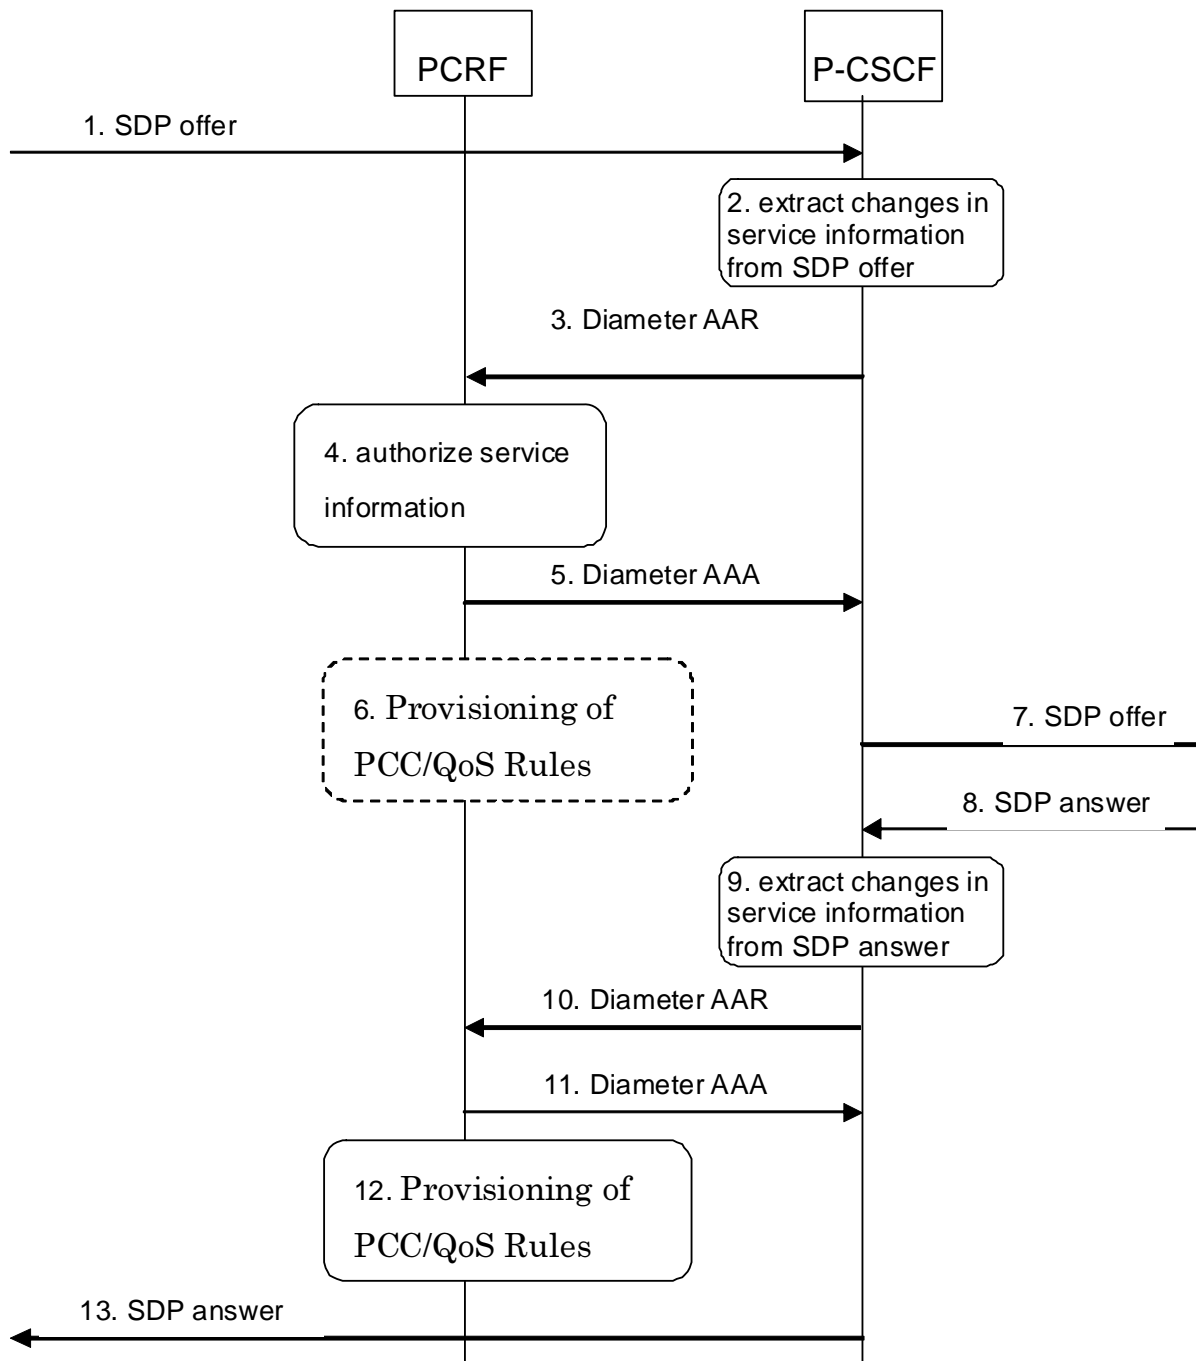 PCRF
P-CSCF
1. SDP offer
2. extract changes in
service information
from SDP offer
3. Diameter AAR
4. authorize service
information
5. Diameter AAA
6. Provisioning of
PCC/QoS Rules
7. SDP offer
8. SDP answer
9. extract changes in
service information
from SDP answer
10. Diameter AAR
11. Diameter AAA
12. Provisioning of
PCC/QoS Rules
13. SDP answer